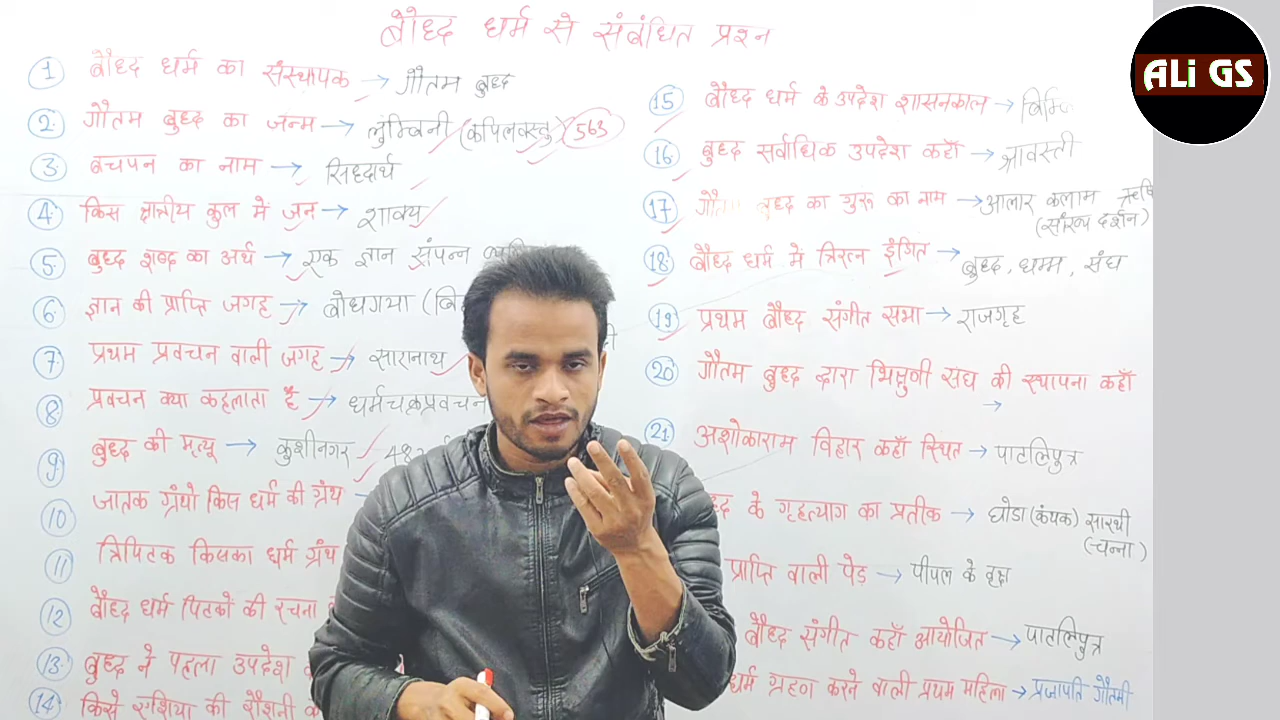 बौध्द धर्म से संबंधित प्रश्न
ALi GS
1 बौध्द धर्म का संस्थापक → गौतम बुध्द
2 गौतम बुध्द का जन्म → लुम्बिनी (कपिलवस्तु) 563
3 बचपन का नाम → सिध्दार्थ
4 किस क्षत्रीय कुल में जन → शाक्य
5 बुध्द शब्द का अर्थ → एक ज्ञान संपन्न
6 ज्ञान की प्राप्ति जगह → बोधगया (बि
7 प्रथम प्रवचन वाली जगह → सारानाथ
8 प्रवचन क्या कहलाता है → धर्मचक्रप्रवचन
9 बुध्द की मृत्यू → कुशीनगर 48
10 जातक ग्रंथो किस धर्म की ग्रंथ
11 त्रिपिटक किसका धर्म ग्रंथ
12 बौध्द धर्म पिटको की रचना
13 बुध्द ने पहला उपदेश
14 किसे एशिया की रौशनी
15 बौध्द धर्म के उपदेश शासनकाल → बिम्बि
16 बुध्द सर्वाधिक उपदेश कहाँ → श्रावस्ती
17 गौतम बुध्द का गुरू का नाम → आलार कलाम ऋषि
(सांख्य दर्शन)
18 बौध्द धर्म में त्रिरत्न इंगित → बुध्द, धम्म, संघ
19 प्रथम बौध्द संगीत सभा → राजगृह
20 गौतम बुध्द द्वारा भिक्षुणी संघ की स्थापना कहाँ
→
21 अशोकाराम विहार कहाँ स्थित → पाटलिपुत्र
के गृहत्याग का प्रतीक → घोडा (कंथक) सारथी
(चन्ना)
प्राप्ति वाली पेड़ → पीपल के वृक्ष
बौध्द संगीत कहाँ आयोजित → पाटलिपुत्र
धर्म ग्रहण करने वाली प्रथम महिला → प्रजापति गौतमी